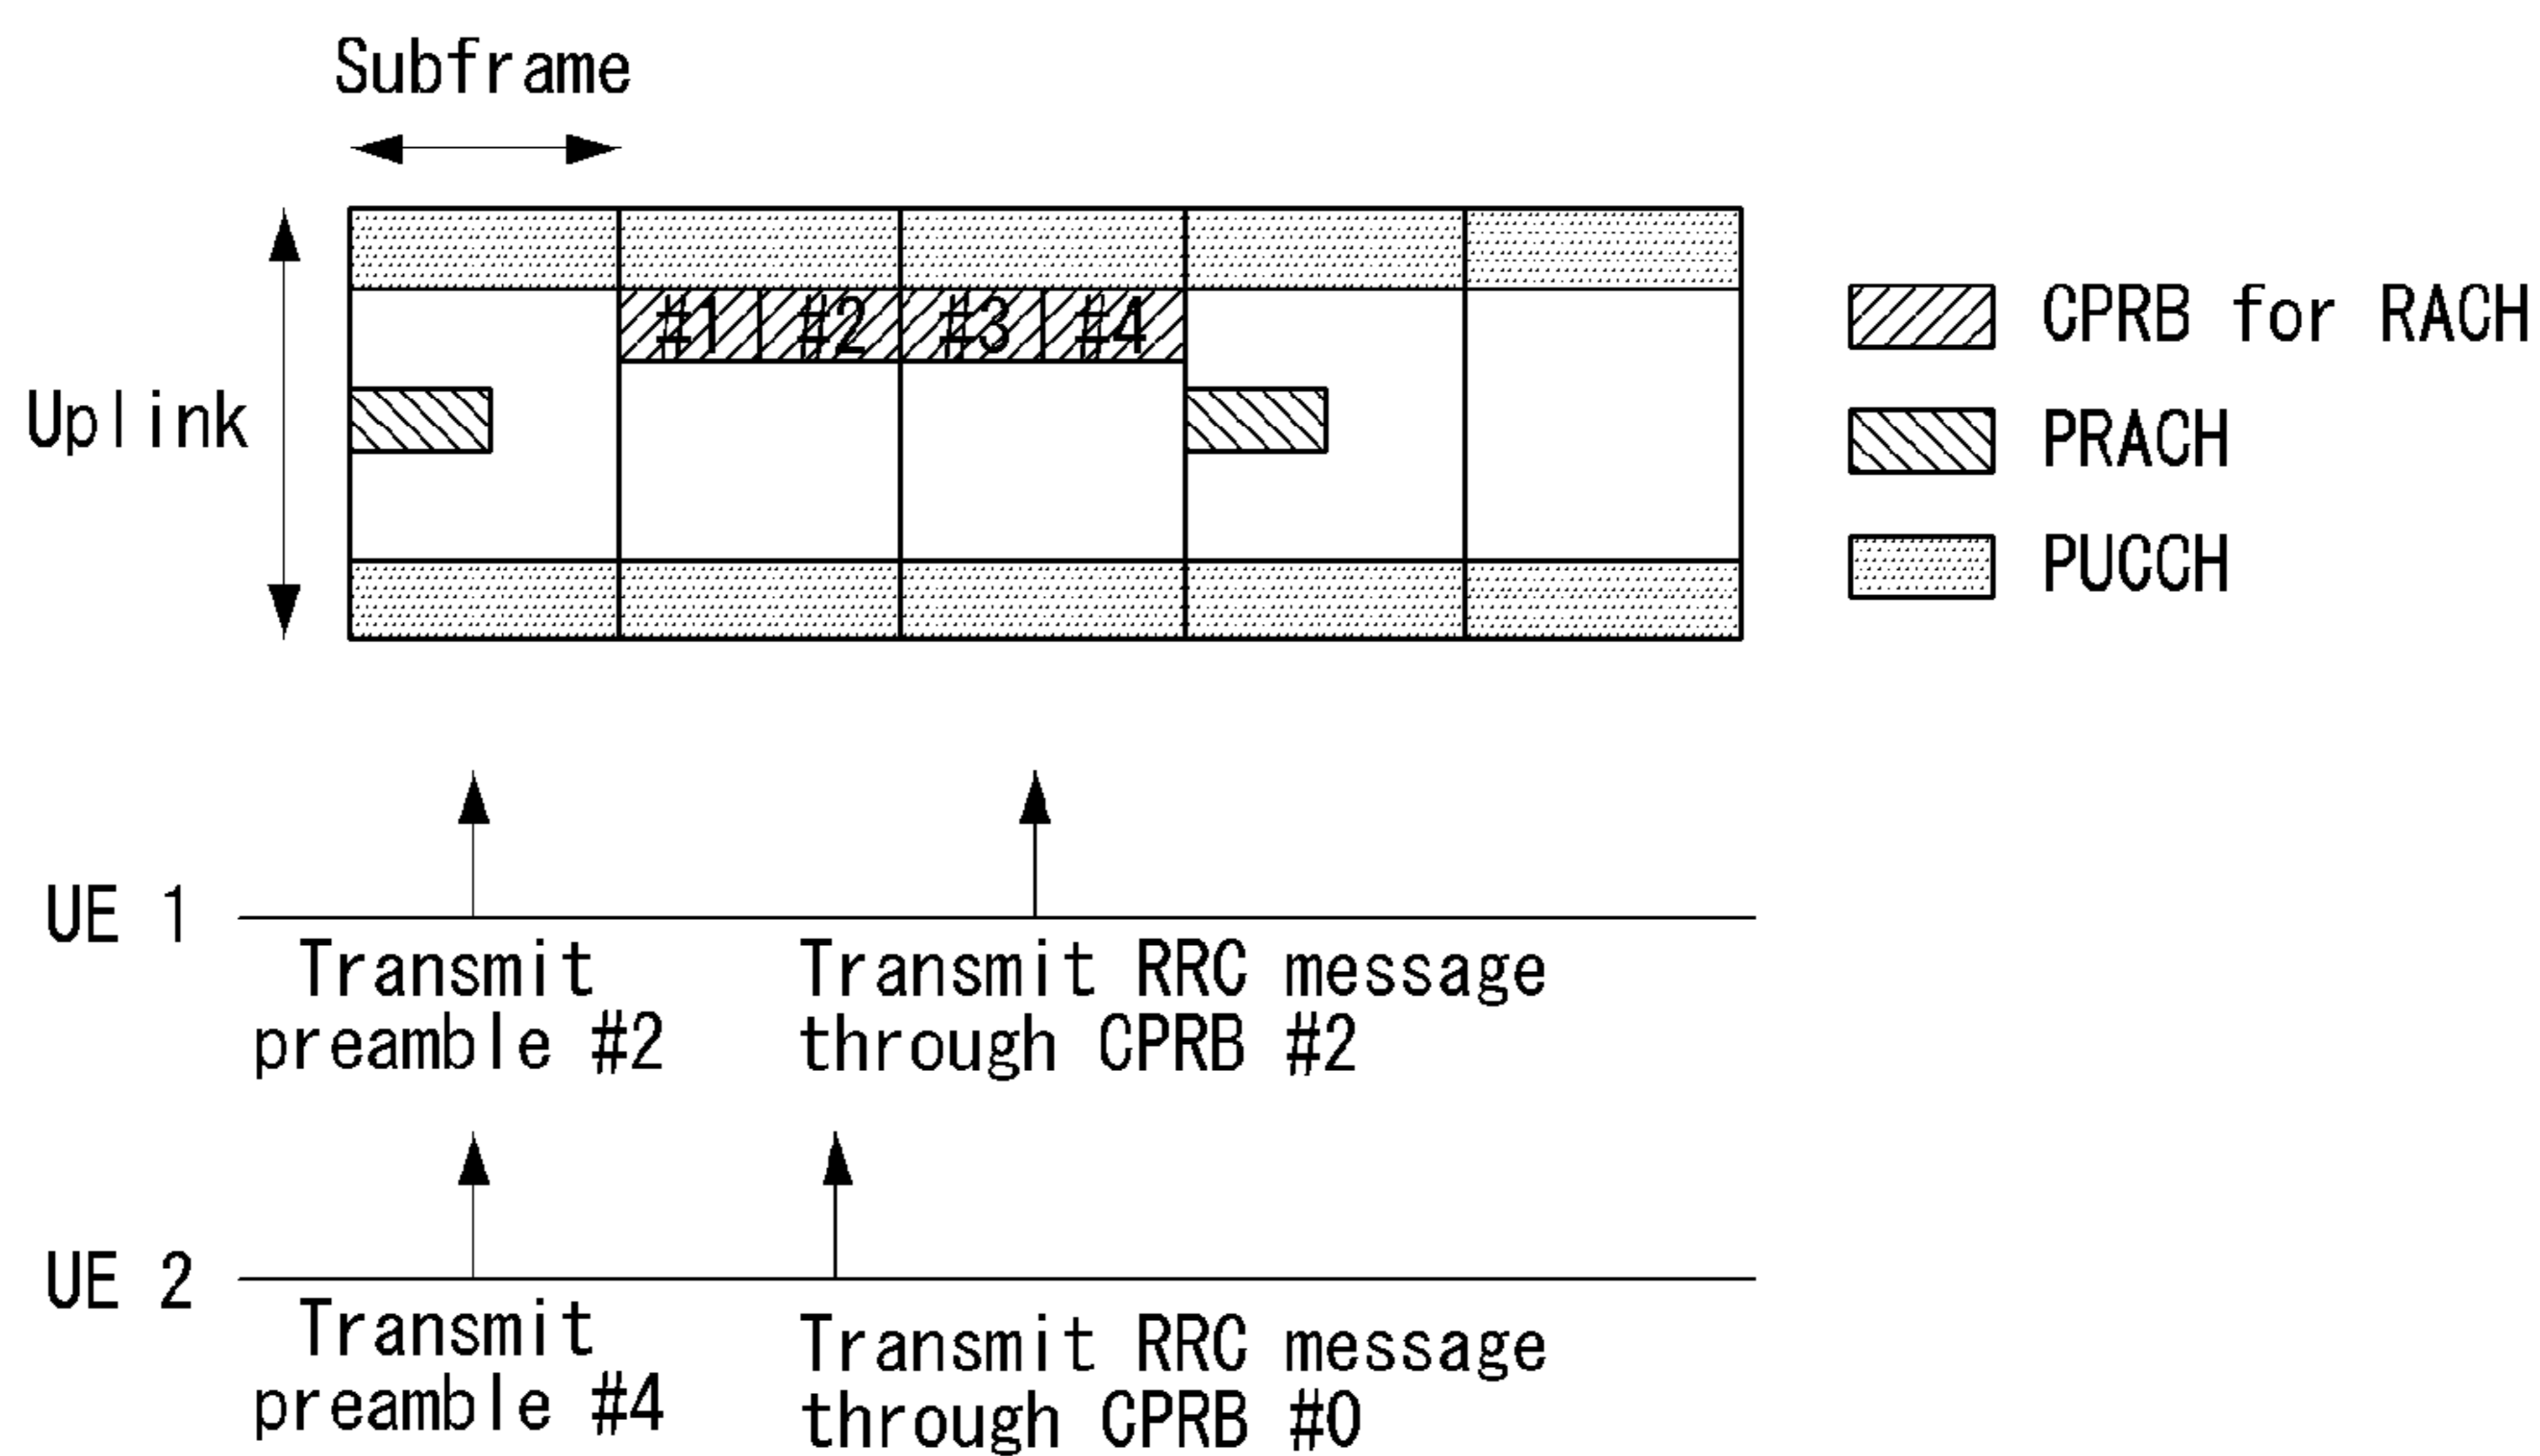 Subframe
Uplink
#1 #2 #3 #4
CPRB for RACH
PRACH
PUCCH
UE 1
Transmit
preamble #2
Transmit RRC message
through CPRB #2
UE 2
Transmit
preamble #4
Transmit RRC message
through CPRB #0